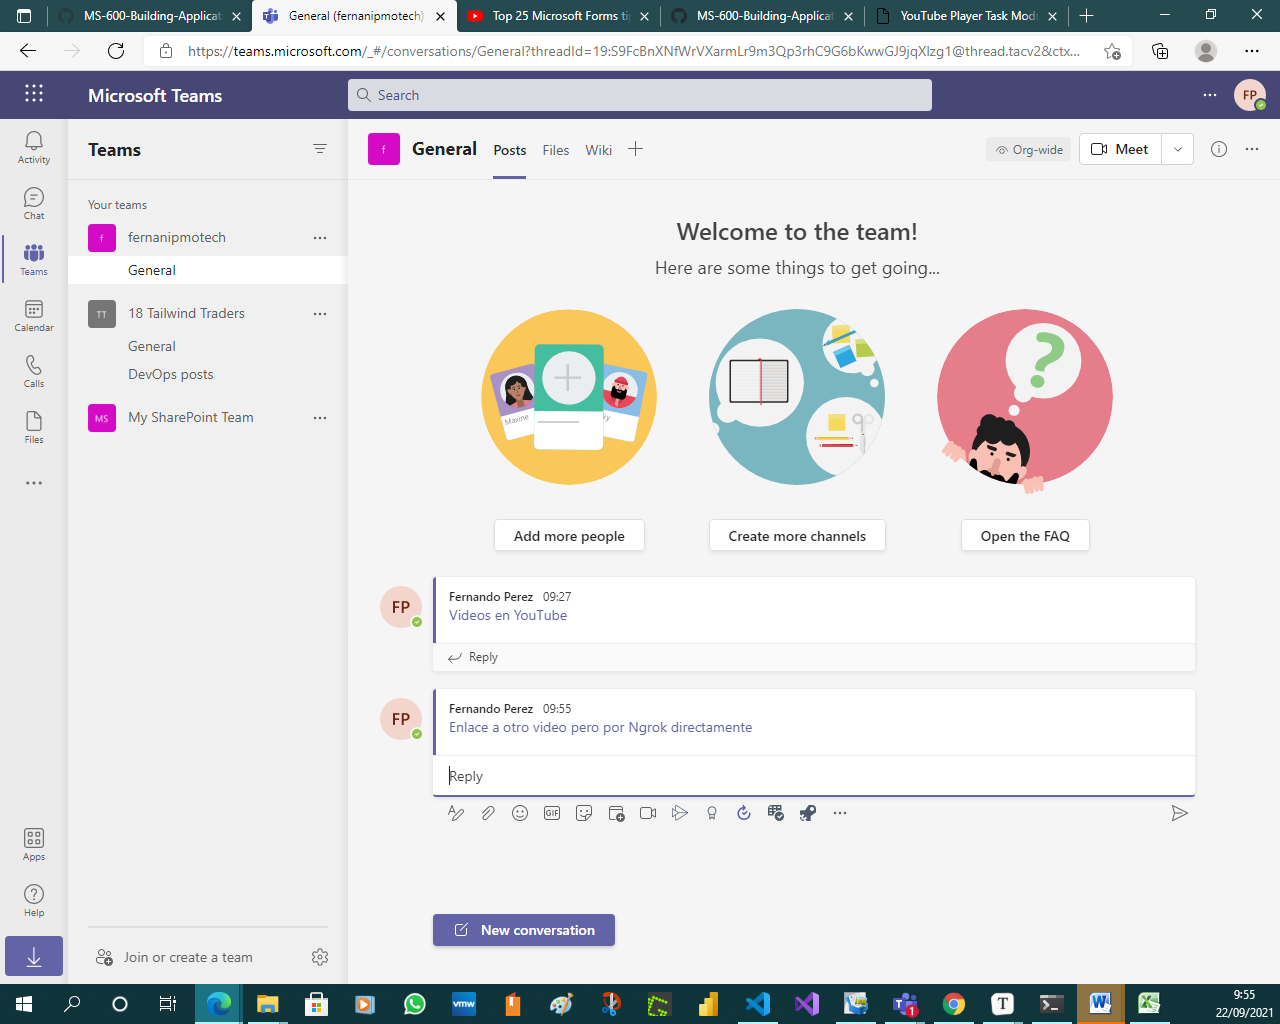 MS-600-Building-Applicat
General (fernanipmotech)
Top 25 Microsoft Forms ti
MS-600-Building-Applicat
YouTube Player Task Modu
https://teams.microsoft.com/_#/conversations/General?threadId=19:S9FcBnXNfWrVXarmLr9m3Qp3rhC9G6bKwwGJ9jqXIzg1@thread.tacv2&ctx...
Microsoft Teams
Search
FP
Activity
Chat
Teams
Calendar
Calls
Files
Apps
Help
Teams
Your teams
f
fernanipmotech
General
TT
18 Tailwind Traders
General
DevOps posts
MS
My SharePoint Team
Join or create a team
f
General
Posts
Files
Wiki
Org-wide
Meet
Welcome to the team!
Here are some things to get going...
Maxine
ky
Add more people
Create more channels
Open the FAQ
FP
Fernando Perez 09:27
Videos en YouTube
Reply
FP
Fernando Perez 09:55
Enlace a otro video pero por Ngrok directamente
Reply
GIF
New conversation
vmw
T
1
9:55
22/09/2021